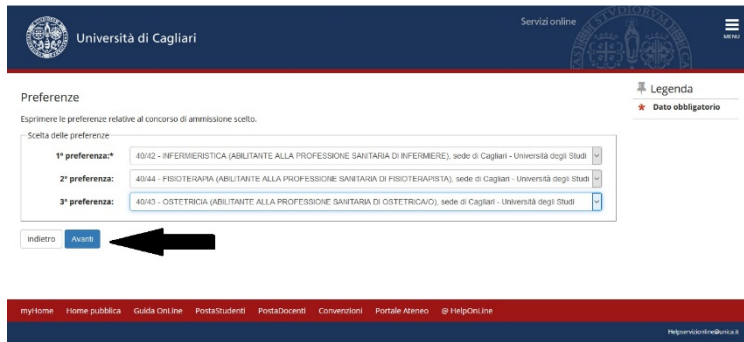 Servizi online
Università di Cagliari
MENU
Preferenze
Legenda
Dato obbligatorio
Esprimere le preferenze relative al concorso di ammissione scelto.
Scelta delle preferenze
1° preferenza:* 40/42 - INFERMIERISTICA (ABILITANTE ALLA PROFESSIONE SANITARIA DI INFERMIERE), sede di Cagliari - Università degli Studi
2° preferenza: 40/44 - FISIOTERAPIA (ABILITANTE ALLA PROFESSIONE SANITARIA DI FISIOTERAPISTA), sede di Cagliari - Università degli Studi
3° preferenza: 40/43 - OSTETRICIA (ABILITANTE ALLA PROFESSIONE SANITARIA DI OSTETRICA/O), sede di Cagliari - Università degli Studi
Indietro Avanti
myHome Home pubblica Guida OnLine PostaStudenti PostaDocenti Convenzioni Portale Ateneo @ HelpOnLine
Helpservizionline@unica.it